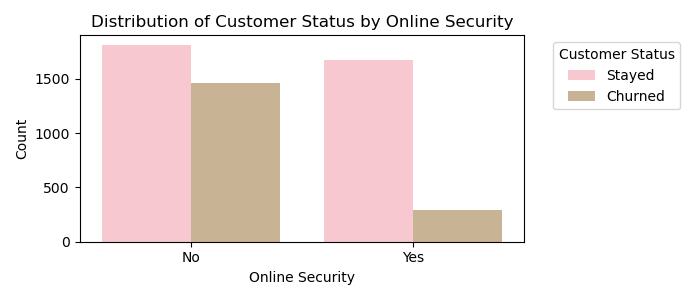 Distribution of Customer Status by Online Security
Customer Status
Stayed
Churned
Count
1500
1000
500
0
No
Yes
Online Security